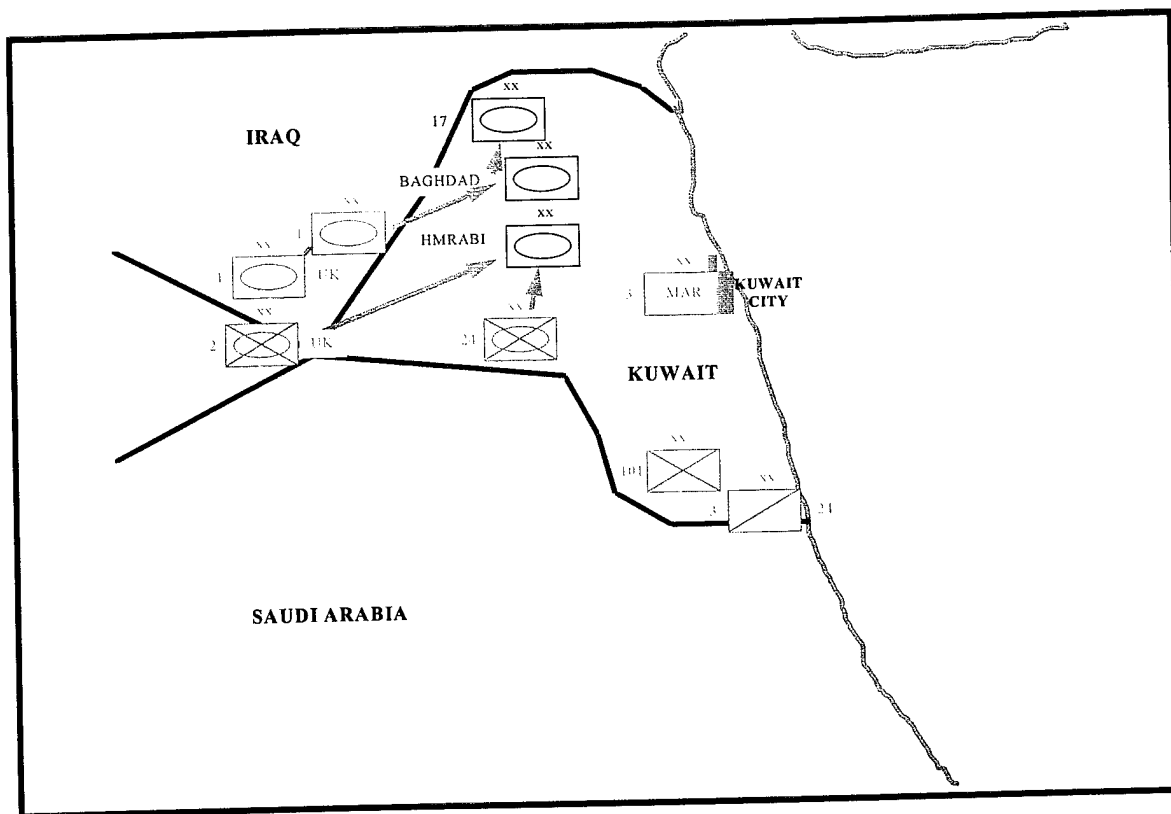 xx
17
IRAQ
xx
BAGHDAD
xx
xx
1
HMRABI
xx
1 UK
xx
3 MAR
KUWAIT
CITY
xx
2 UK
xx
24
KUWAIT
xx
101
xx
3 24
SAUDI ARABIA